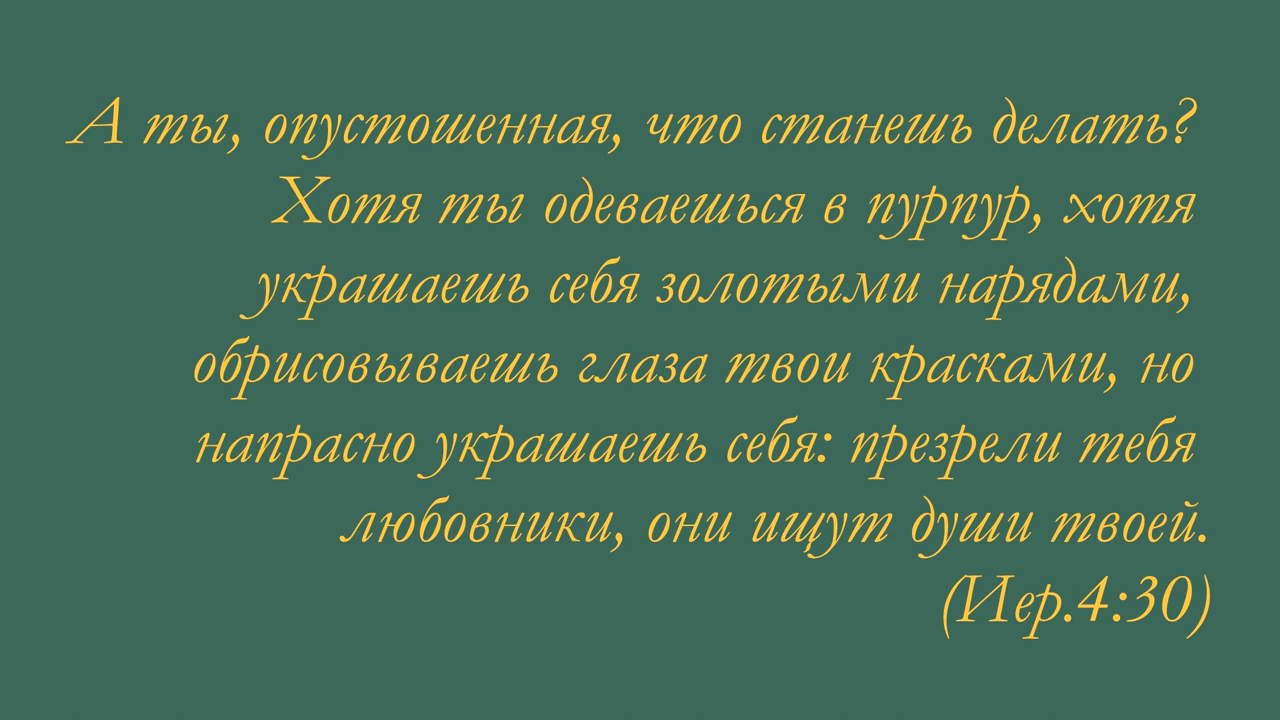 А ты, опустошенная, что станешь делать?
Хотя ты одеваешься в пурпур, хотя
украшаешь себя золотыми нарядами,
обрисовываешь глаза твои красками, но
напрасно украшаешь себя: презрели тебя
любовники, они ищут души твоей.
(Иер.4:30)